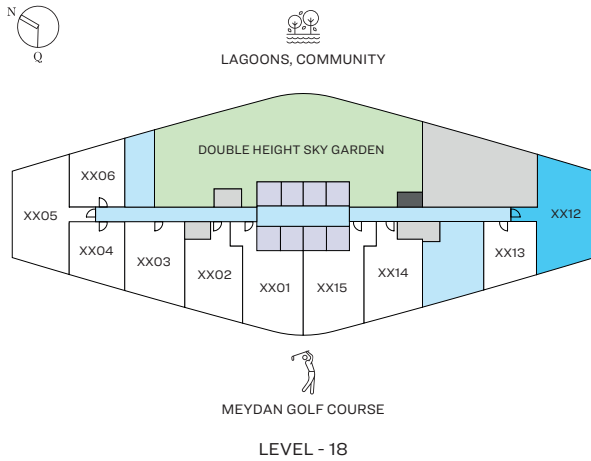 N
Q
LAGOONS, COMMUNITY
DOUBLE HEIGHT SKY GARDEN
XX06
XX05
XX12
XX04
XX03
XX02
XX01
XX15
XX14
XX13
MEYDAN GOLF COURSE
LEVEL - 18